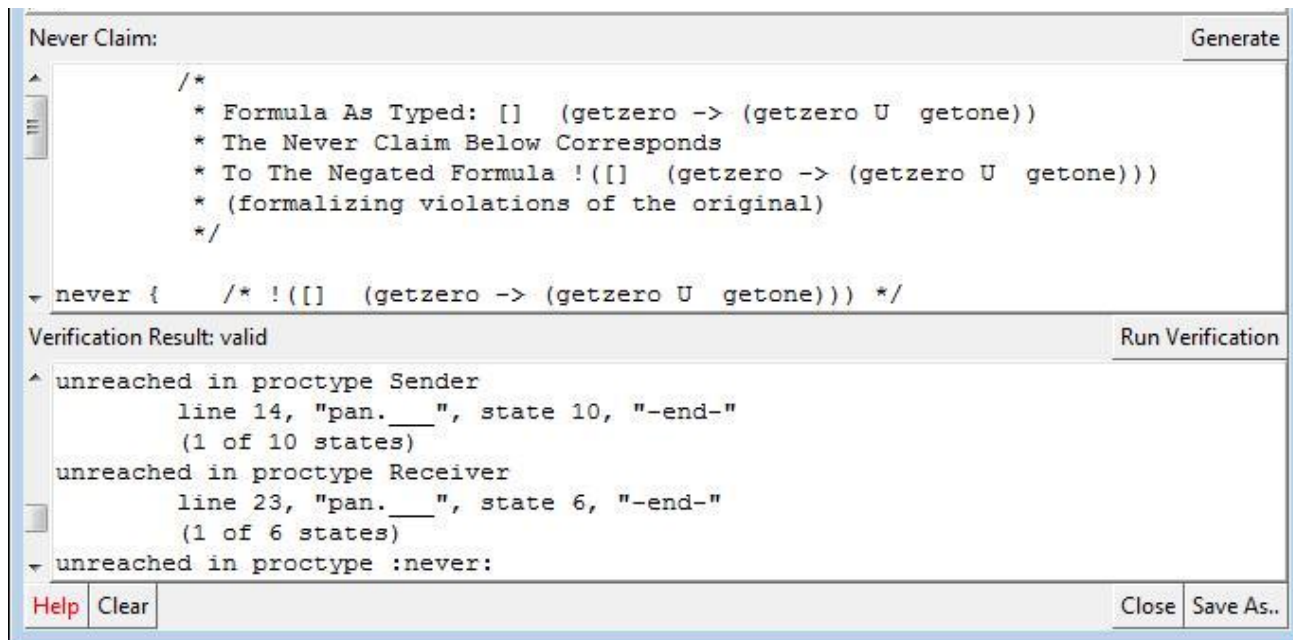 Never Claim:
Generate
/*
* Formula As Typed: []  (getzero -> (getzero U  getone))
* The Never Claim Below Corresponds
* To The Negated Formula !([]  (getzero -> (getzero U  getone)))
* (formalizing violations of the original)
*/
never {    /* !([]  (getzero -> (getzero U  getone))) */
Verification Result: valid
Run Verification
unreached in proctype Sender
line 14, "pan.___", state 10, "-end-"
(1 of 10 states)
unreached in proctype Receiver
line 23, "pan.___", state 6, "-end-"
(1 of 6 states)
unreached in proctype :never:
Help Clear
Close Save As..